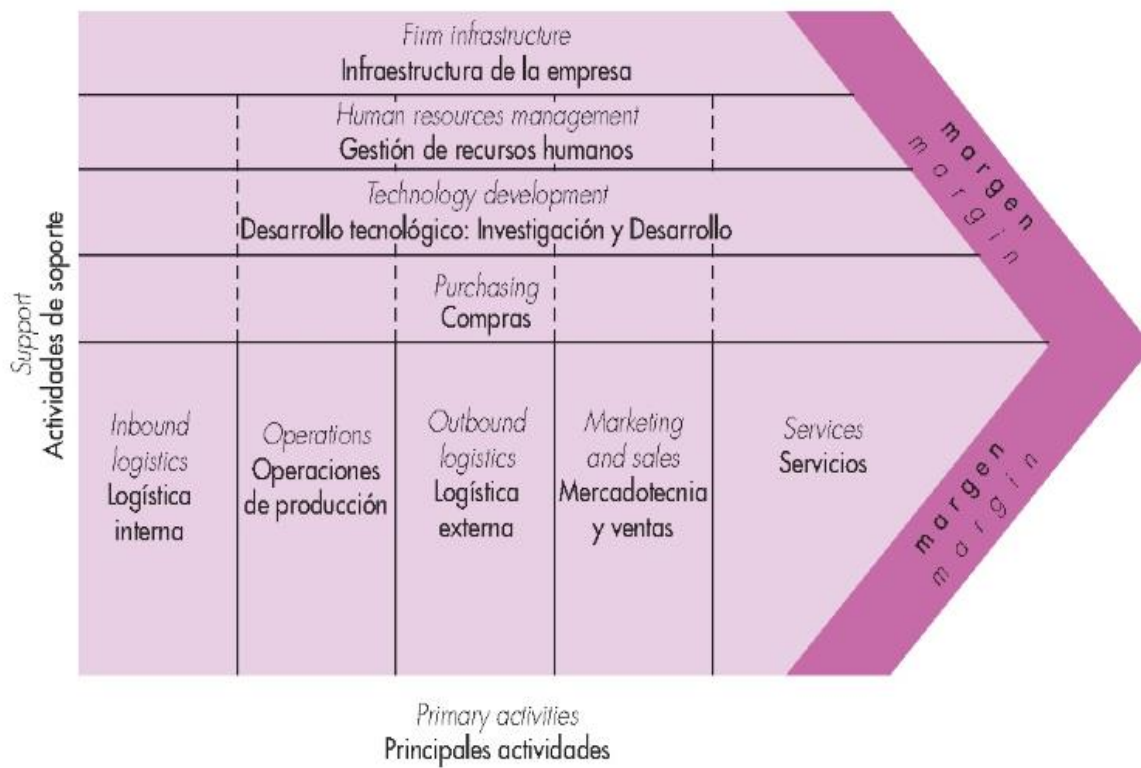 Firm infrastructure
Infraestructura de la empresa
Human resources management
Gestión de recursos humanos
Technology development
Desarrollo tecnológico: Investigación y Desarrollo
Purchasing
Compras
Support
Actividades de soporte
Inbound
logistics
Logística
interna
Operations
Operaciones
de producción
Outbound
logistics
Logística
externa
Marketing
and sales
Mercadotecnia
y ventas
Services
Servicios
margen
margin
margen
margin
Primary activities
Principales actividades